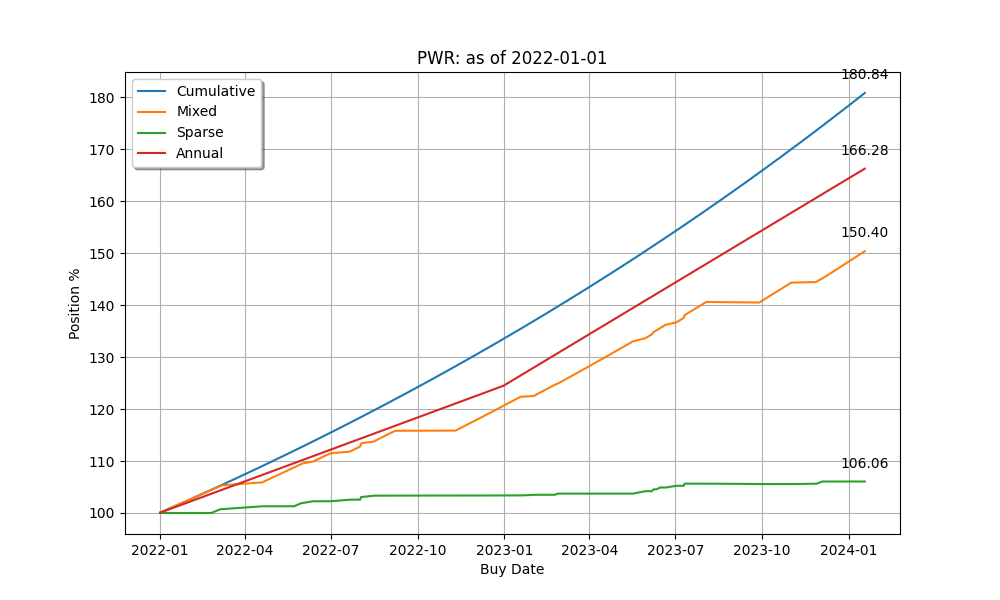 PWR: as of 2022-01-01
180.84
Cumulative
Mixed
Sparse
Annual
166.28
150.40
106.06
180
170
160
150
140
130
120
110
100
Position %
2022-01 2022-04 2022-07 2022-10 2023-01 2023-04 2023-07 2023-10 2024-01
Buy Date